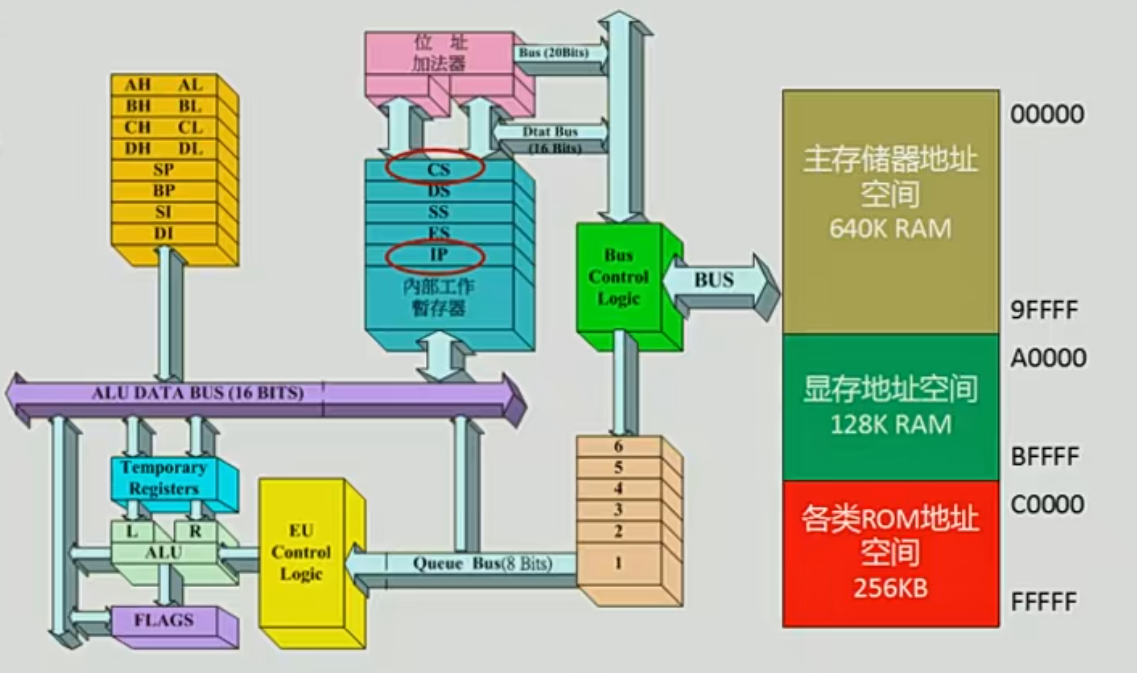 AH AL
BH BL
CH CL
DH DL
SP
BP
SI
DI
位 址
加法器
Bus (20Bits)
Dtat Bus
(16 Bits)
CS
DS
SS
ES
IP
内部工作
暫存器
Bus
Control
Logic
BUS
主存储器地址
空间
640K RAM
显存地址空间
128K RAM
各类ROM地址
空间
256KB
00000
9FFFF
A0000
BFFFF
C0000
FFFFF
ALU DATA BUS (16 BITS)
Temporary
Registers
L R
ALU
FLAGS
EU
Control
Logic
Queue Bus(8 Bits)
6
5
4
3
2
1